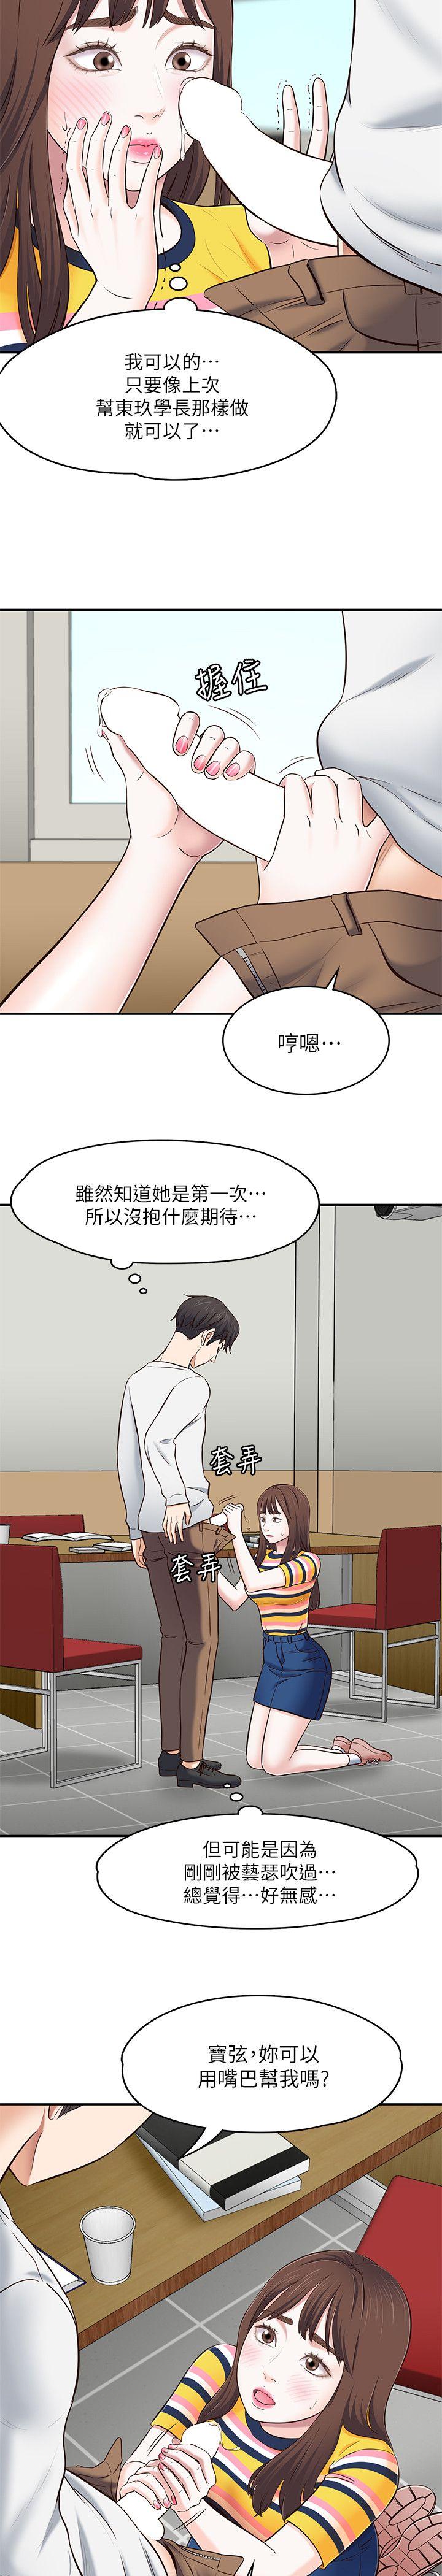 我可以的…
只要像上次
幫東玖學長那樣做
就可以了…
握住
哼嗯…
雖然知道她是第一次…
所以沒抱什麼期待…
套弄
套弄
但可能是因為
剛剛被藝瑟吹過…
總覺得…好無感…
寶弦，妳可以
用嘴巴幫我嗎?